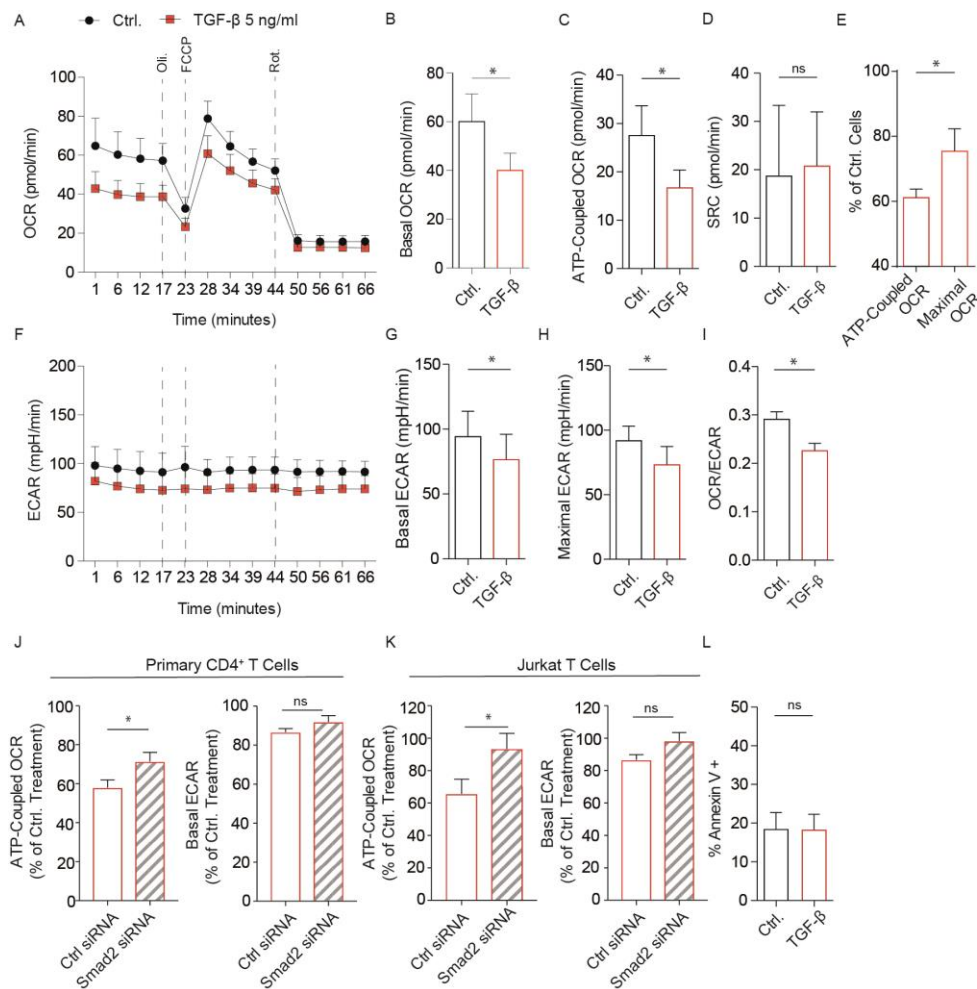 A
Ctrl.
TGF-β 5 ng/ml
Oli.
FCCP
Rot.
OCR (pmol/min)
100
80
60
40
20
0
1 6 12 17 23 28 34 39 44 50 56 61 66
Time (minutes)
B
*
Basal OCR (pmol/min)
80
60
40
20
0
Ctrl.
TGF-β
C
*
ATP-Coupled OCR (pmol/min)
40
30
20
10
0
Ctrl.
TGF-β
D
ns
SRC (pmol/min)
40
30
20
10
0
Ctrl.
TGF-β
E
*
% of Ctrl. Cells
100
80
60
40
ATP-Coupled
OCR
Maximal
OCR
F
ECAR (mpH/min)
200
150
100
50
0
1 6 12 17 23 28 34 39 44 50 56 61 66
Time (minutes)
G
*
Basal ECAR (mpH/min)
150
100
50
0
Ctrl.
TGF-β
H
*
Maximal ECAR (mpH/min)
150
100
50
0
Ctrl.
TGF-β
I
*
OCR/ECAR
0.4
0.3
0.2
0.1
0.0
Ctrl.
TGF-β
J
Primary CD4⁺ T Cells
*
ATP-Coupled OCR
(% of Ctrl. Treatment)
100
80
60
40
20
0
Ctrl siRNA
Smad2 siRNA
ns
Basal ECAR
(% of Ctrl. Treatment)
100
80
60
40
20
0
Ctrl siRNA
Smad2 siRNA
K
Jurkat T Cells
*
ATP-Coupled OCR
(% of Ctrl. Treatment)
120
100
80
60
40
20
0
Ctrl siRNA
Smad2 siRNA
ns
Basal ECAR
(% of Ctrl. Treatment)
120
100
80
60
40
20
0
Ctrl siRNA
Smad2 siRNA
L
ns
% Annexin V +
50
40
30
20
10
0
Ctrl.
TGF-β